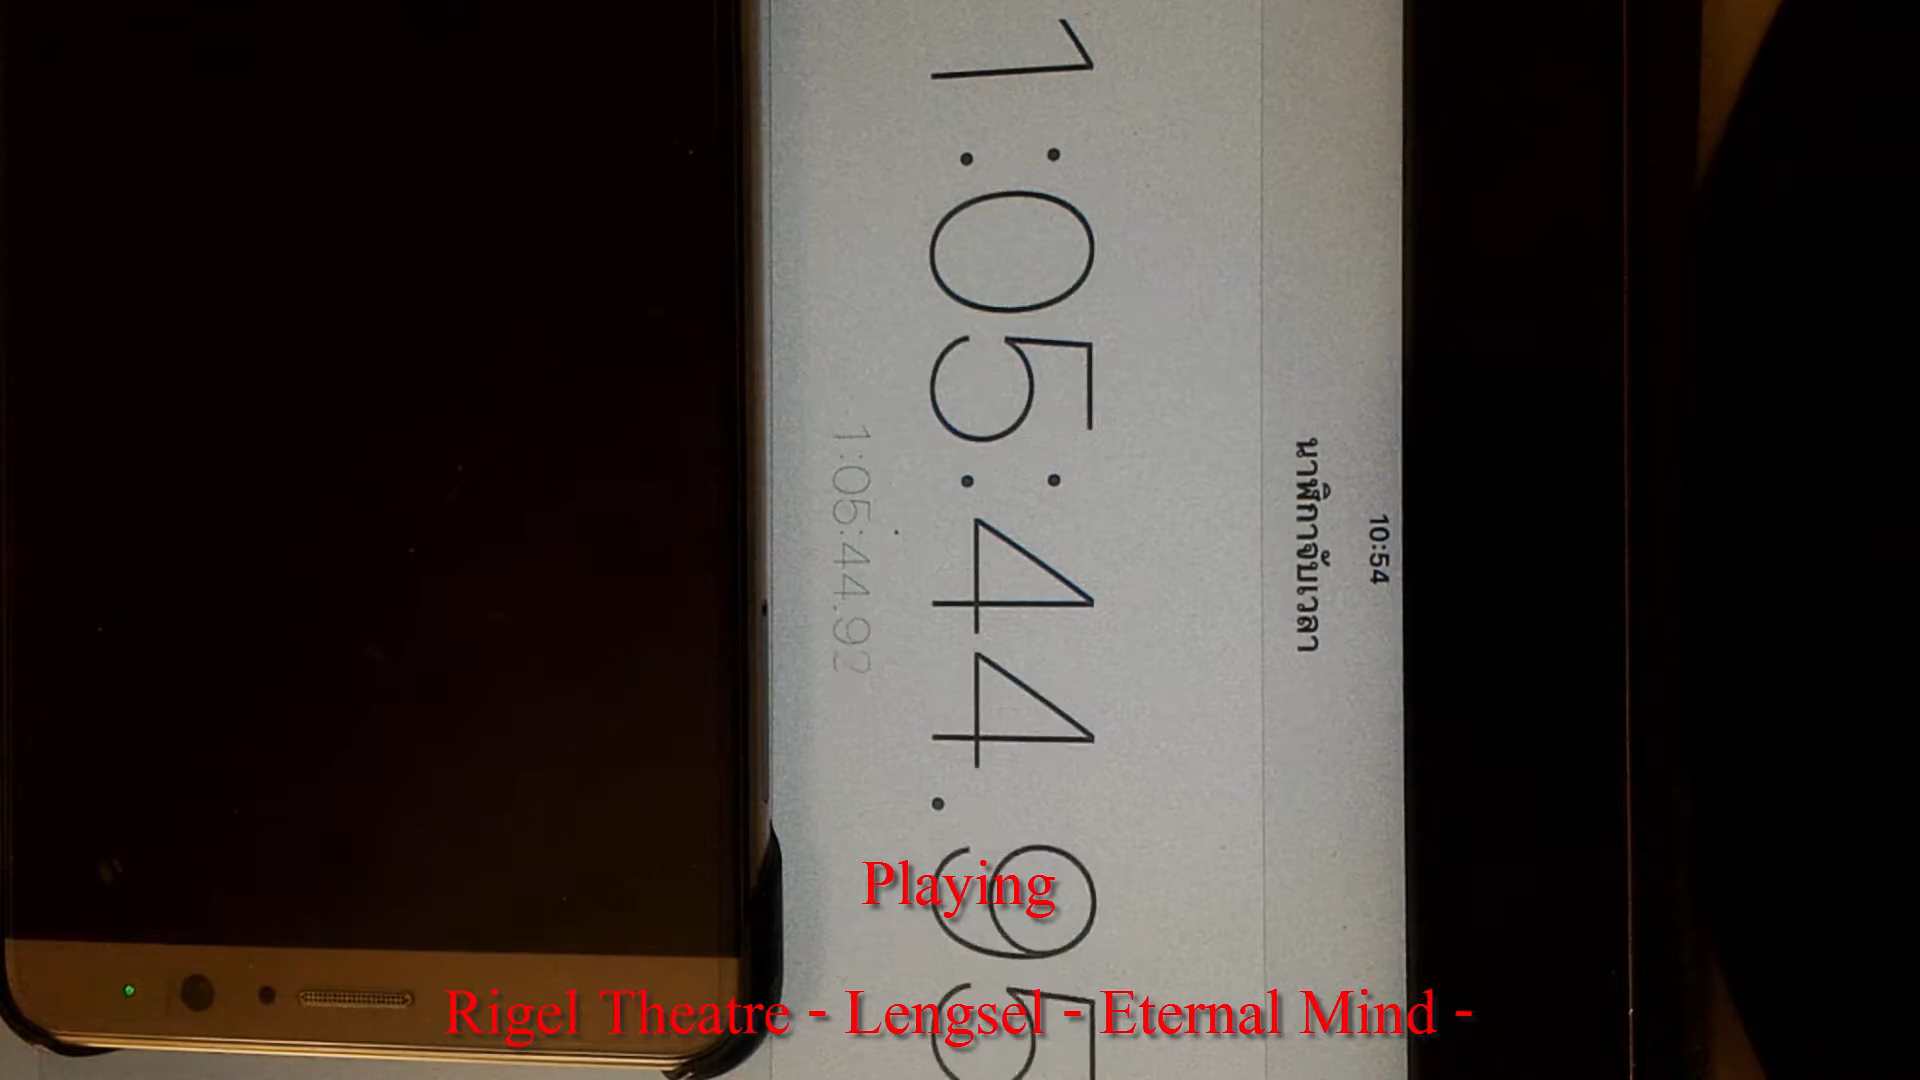 10:54
นาฬิกาจับเวลา
1:05:44.95
1:05:44.92
Playing
Rigel Theatre - Lengsel - Eternal Mind -